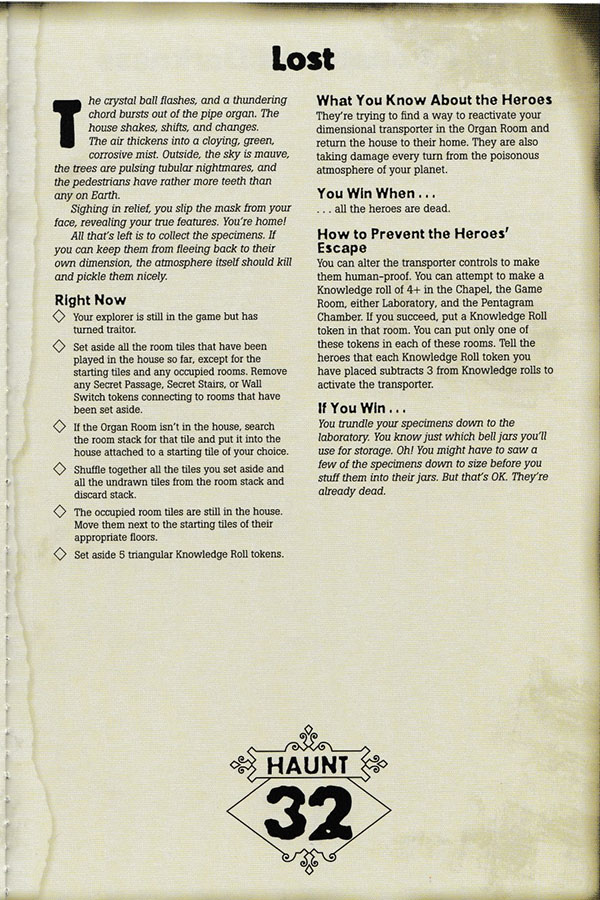 Lost
The crystal ball flashes, and a thundering
chord bursts out of the pipe organ. The
house shakes, shifts, and changes.
The air thickens into a cloying, green,
corrosive mist. Outside, the sky is mauve,
the trees are pulsing tubular nightmares, and
the pedestrians have rather more teeth than
any on Earth.
Sighing in relief, you slip the mask from your
face, revealing your true features. You're home!
All that's left is to collect the specimens. If
you can keep them from fleeing back to their
own dimension, the atmosphere itself should kill
and pickle them nicely.
Right Now
Your explorer is still in the game but has
turned traitor.
Set aside all the room tiles that have been
played in the house so far, except for the
starting tiles and any occupied rooms. Remove
any Secret Passage, Secret Stairs, or Wall
Switch tokens connecting to rooms that have
been set aside.
If the Organ Room isn't in the house, search
the room stack for that tile and put it into the
house attached to a starting tile of your choice.
Shuffle together all the tiles you set aside and
all the undrawn tiles from the room stack and
discard stack.
The occupied room tiles are still in the house.
Move them next to the starting tiles of their
appropriate floors.
Set aside 5 triangular Knowledge Roll tokens.
What You Know About the Heroes
They're trying to find a way to reactivate your
dimensional transporter in the Organ Room and
return the house to their home. They are also
taking damage every turn from the poisonous
atmosphere of your planet.
You Win When . . .
. . . all the heroes are dead.
How to Prevent the Heroes'
Escape
You can alter the transporter controls to make
them human-proof. You can attempt to make a
Knowledge roll of 4+ in the Chapel, the Game
Room, either Laboratory, and the Pentagram
Chamber. If you succeed, put a Knowledge Roll
token in that room. You can put only one of
these tokens in each of these rooms. Tell the
heroes that each Knowledge Roll token you
have placed subtracts 3 from Knowledge rolls to
activate the transporter.
If You Win . . .
You trundle your specimens down to the
laboratory. You know just which bell jars you'll
use for storage. Oh! You might have to saw a
few of the specimens down to size before you
stuff them into their jars. But that's OK. They're
already dead.
HAUNT
32